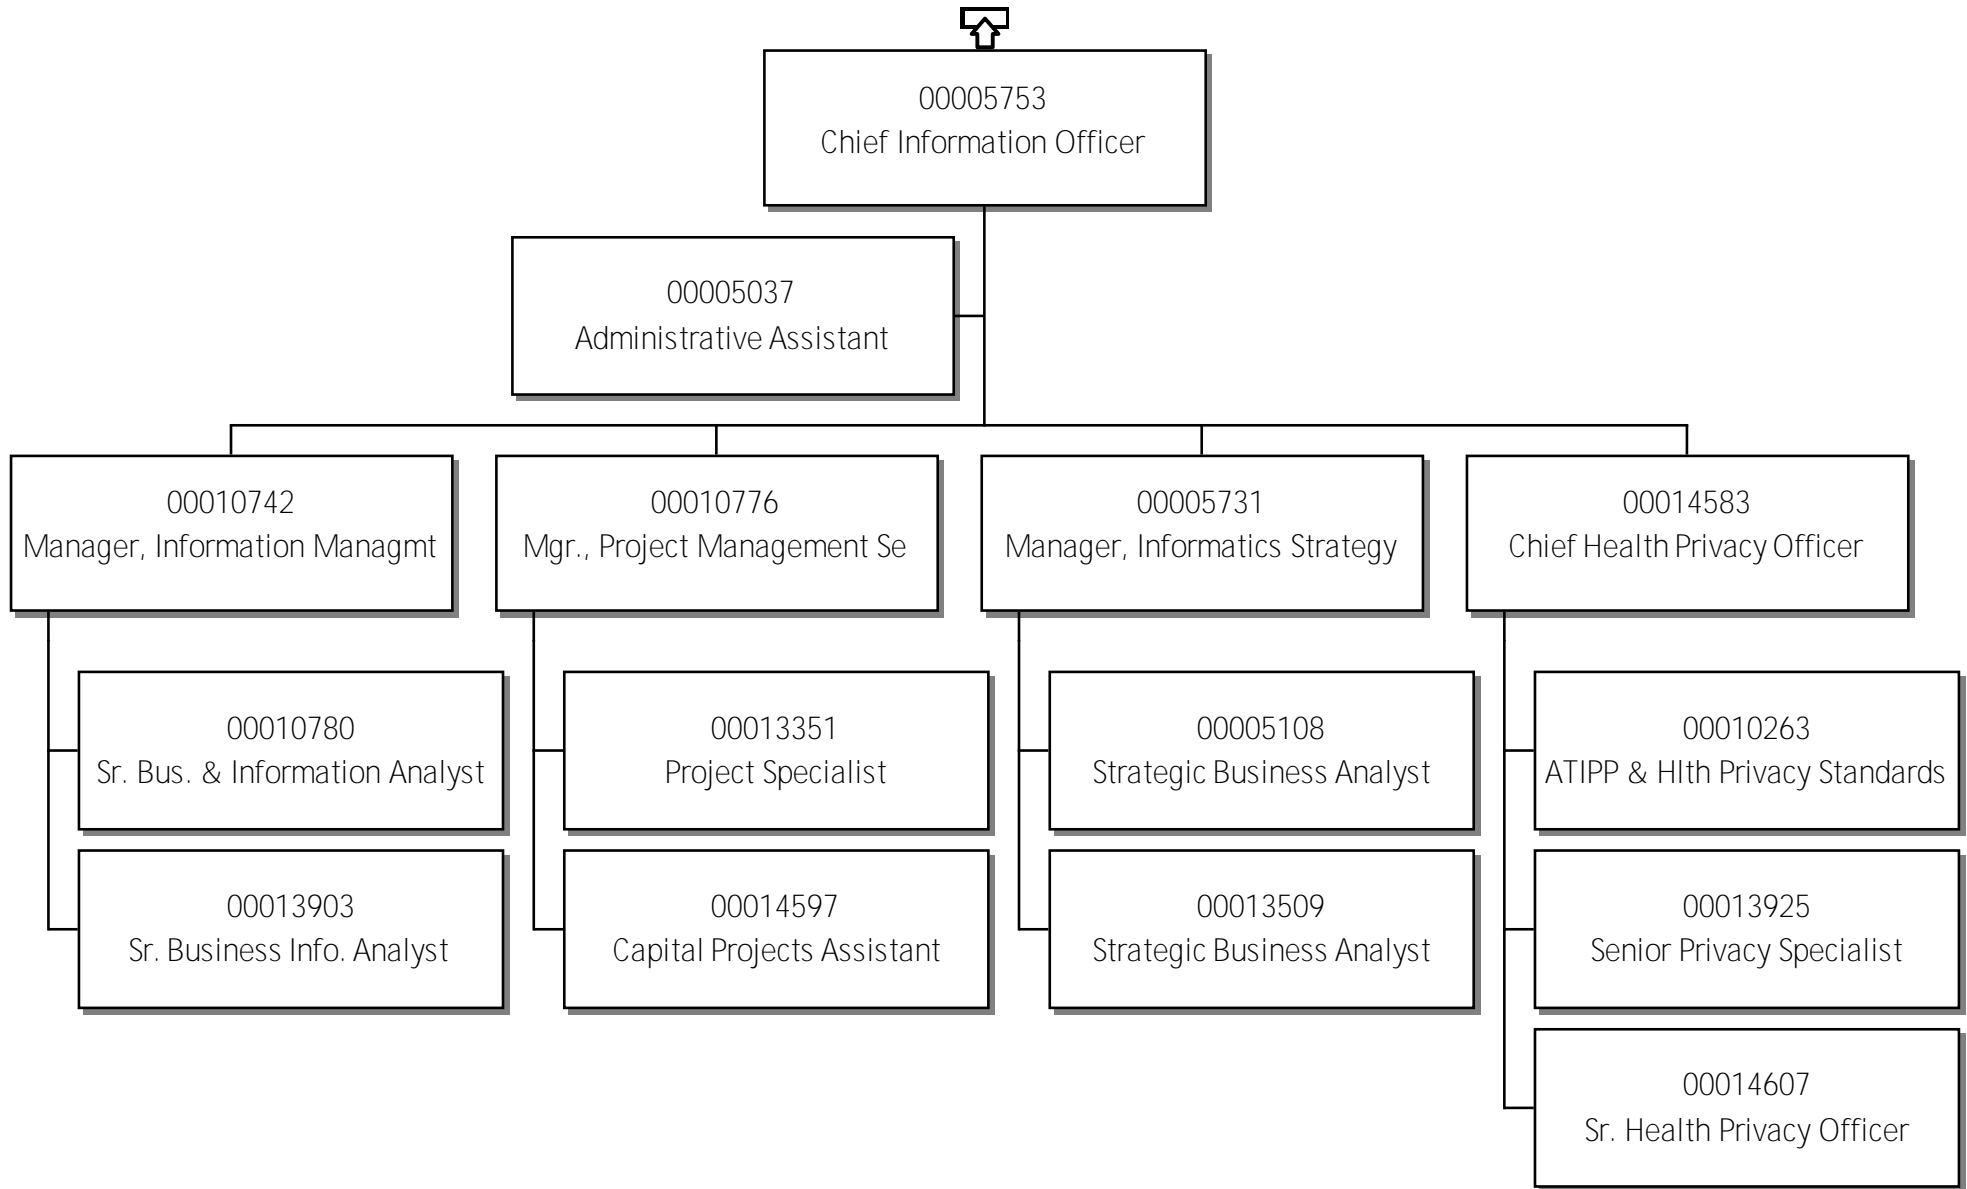 00005753
Chief Information Officer
00005037
Administrative Assistant
00010742
Manager, Information Managmt
00010776
Mgr., Project Management Se
00005731
Manager, Informatics Strategy
00014583
Chief Health Privacy Officer
00010780
Sr. Bus. & Information Analyst
00013903
Sr. Business Info. Analyst
00013351
Project Specialist
00014597
Capital Projects Assistant
00005108
Strategic Business Analyst
00013509
Strategic Business Analyst
00010263
ATIPP & Hlth Privacy Standards
00013925
Senior Privacy Specialist
00014607
Sr. Health Privacy Officer